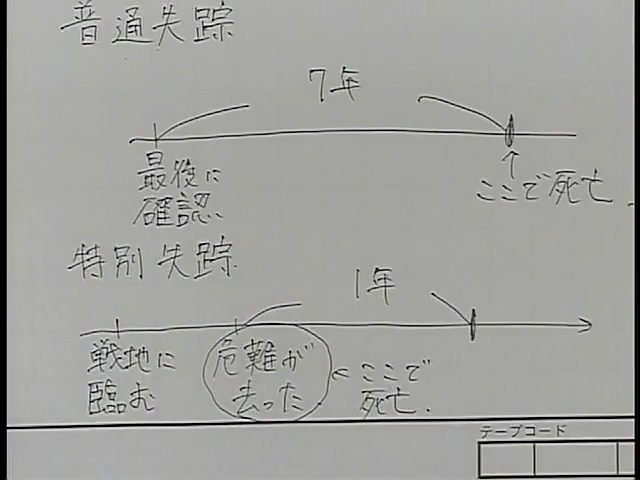 普通失踪
7年
最後に
確認、
↑
ここで死亡.
特別失踪
1年
戦地に
臨む
危難が
去った
←ここで
死亡.
テープコード